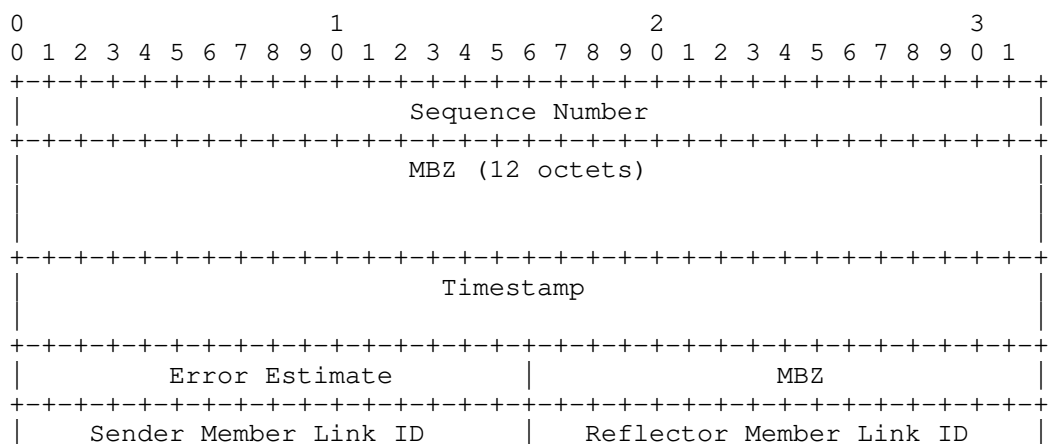 0                   1                   2                   3
0 1 2 3 4 5 6 7 8 9 0 1 2 3 4 5 6 7 8 9 0 1 2 3 4 5 6 7 8 9 0 1
+-+-+-+-+-+-+-+-+-+-+-+-+-+-+-+-+-+-+-+-+-+-+-+-+-+-+-+-+-+-+-+-+
|                        Sequence Number                        |
+-+-+-+-+-+-+-+-+-+-+-+-+-+-+-+-+-+-+-+-+-+-+-+-+-+-+-+-+-+-+-+-+
|                        MBZ (12 octets)                        |
|                                                               |
|                                                               |
+-+-+-+-+-+-+-+-+-+-+-+-+-+-+-+-+-+-+-+-+-+-+-+-+-+-+-+-+-+-+-+-+
|                          Timestamp                            |
|                                                               |
+-+-+-+-+-+-+-+-+-+-+-+-+-+-+-+-+-+-+-+-+-+-+-+-+-+-+-+-+-+-+-+-+
|         Error Estimate        |               MBZ             |
+-+-+-+-+-+-+-+-+-+-+-+-+-+-+-+-+-+-+-+-+-+-+-+-+-+-+-+-+-+-+-+-+
|    Sender Member Link ID      |   Reflector Member Link ID    |